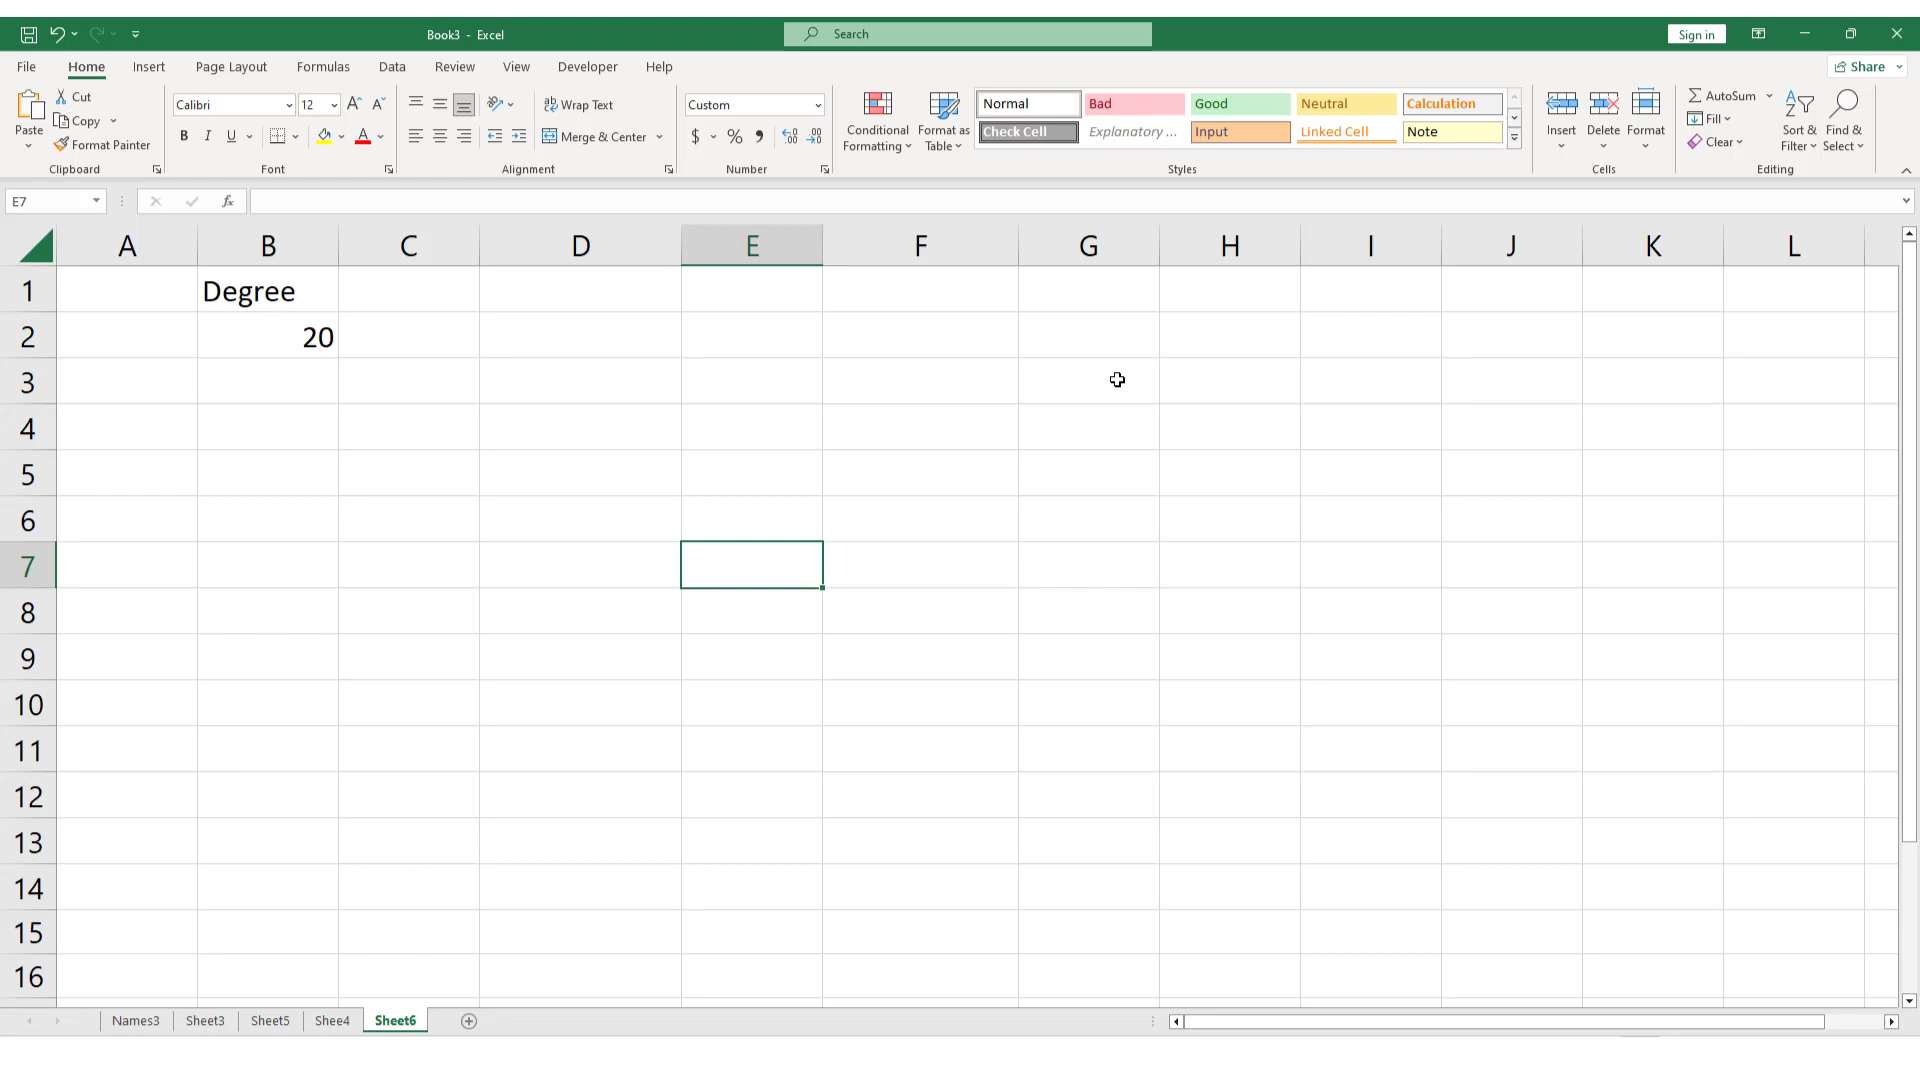 Book3 - Excel
Search
Sign in
File Home Insert Page Layout Formulas Data Review View Developer Help
Share
Paste
Cut
Copy
Format Painter
Clipboard
Calibri 12
B I U
Font
Wrap Text
Merge & Center
Alignment
Custom
$ % ,
Number
Conditional Formatting
Format as Table
Normal Bad Good Neutral Calculation
Check Cell Explanatory ... Input Linked Cell Note
Styles
Insert Delete Format
Cells
AutoSum
Fill
Clear
Sort & Filter
Find & Select
Editing
E7
fx
A B C D E F G H I J K L
1 Degree
2 20
3
4
5
6
7
8
9
10
11
12
13
14
15
16
Names3 Sheet3 Sheet5 Shee4 Sheet6